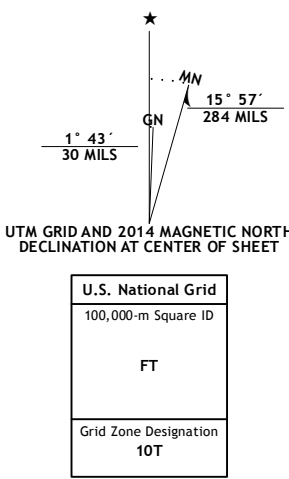 ★
MN
15° 57´
284 MILS
GN
1° 43´
30 MILS
UTM GRID AND 2014 MAGNETIC NORTH
DECLINATION AT CENTER OF SHEET
U.S. National Grid
100,000-m Square ID
FT
Grid Zone Designation
10T